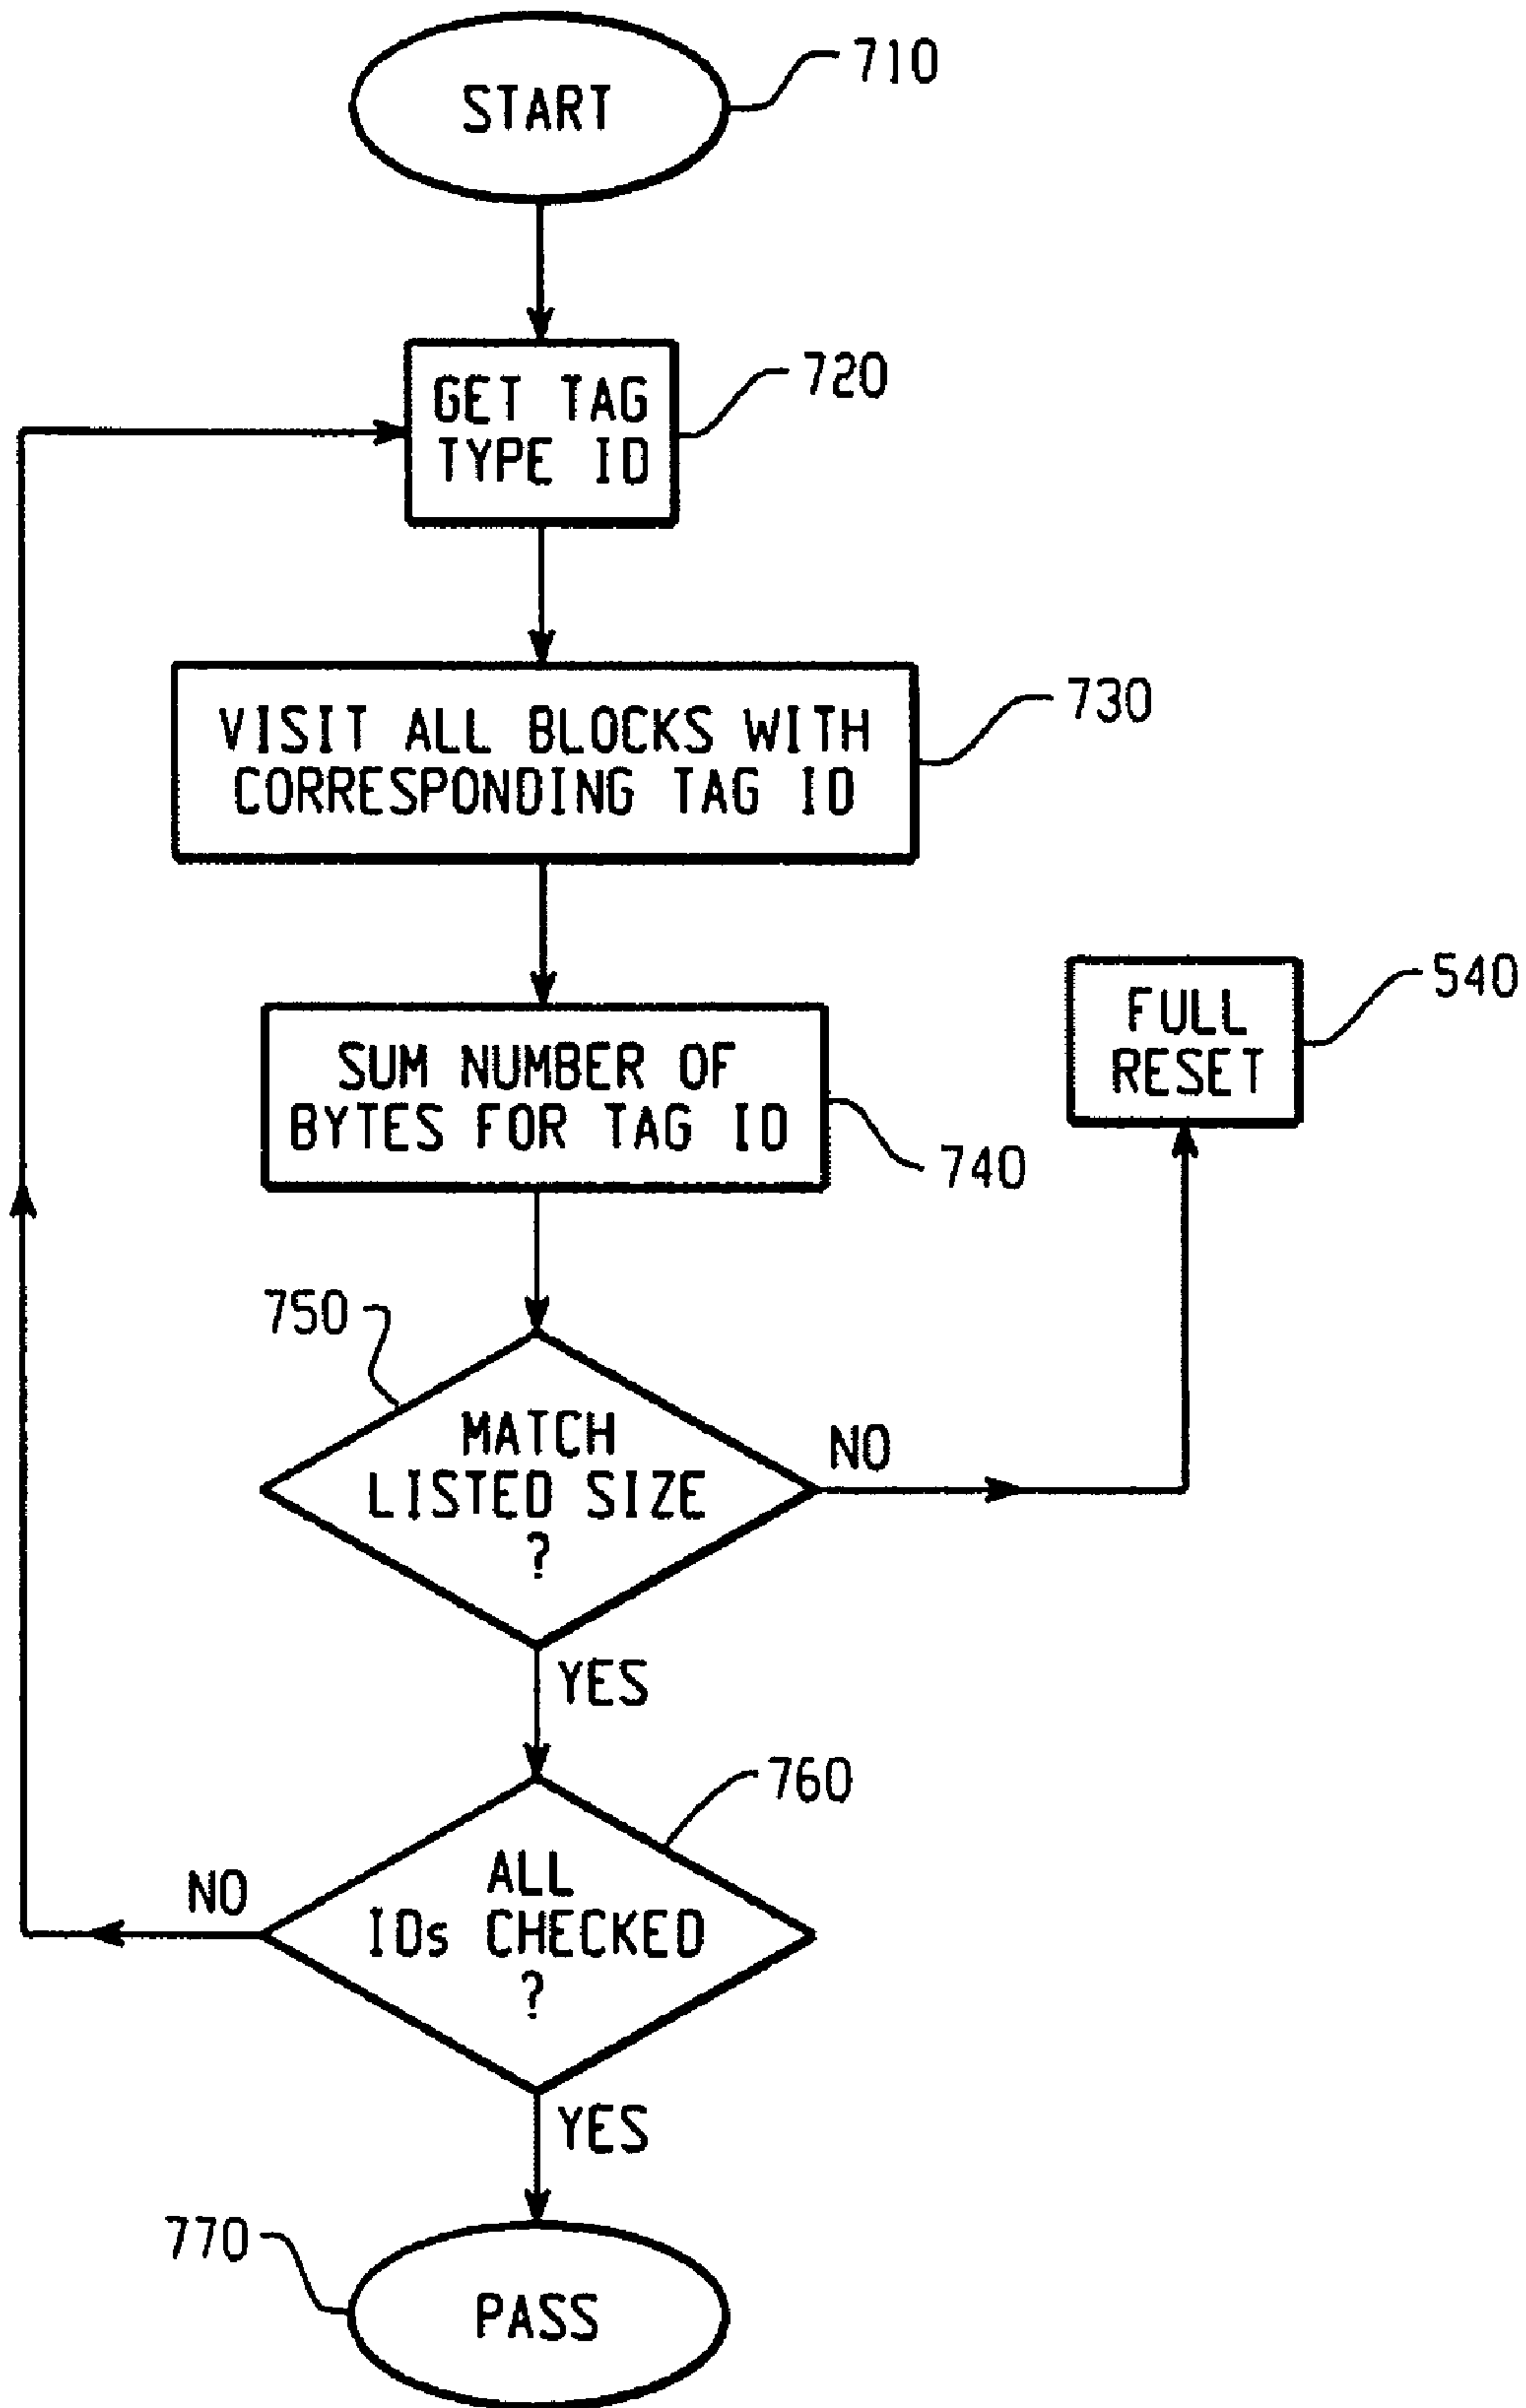 710
START
720
GET TAG
TYPE ID
730
VISIT ALL BLOCKS WITH
CORRESPONDING TAG ID
540
FULL
RESET
SUM NUMBER OF
BYTES FOR TAG ID
740
750
MATCH
LISTED SIZE
?
NO
YES
760
ALL
IDs CHECKED
?
NO
YES
770
PASS